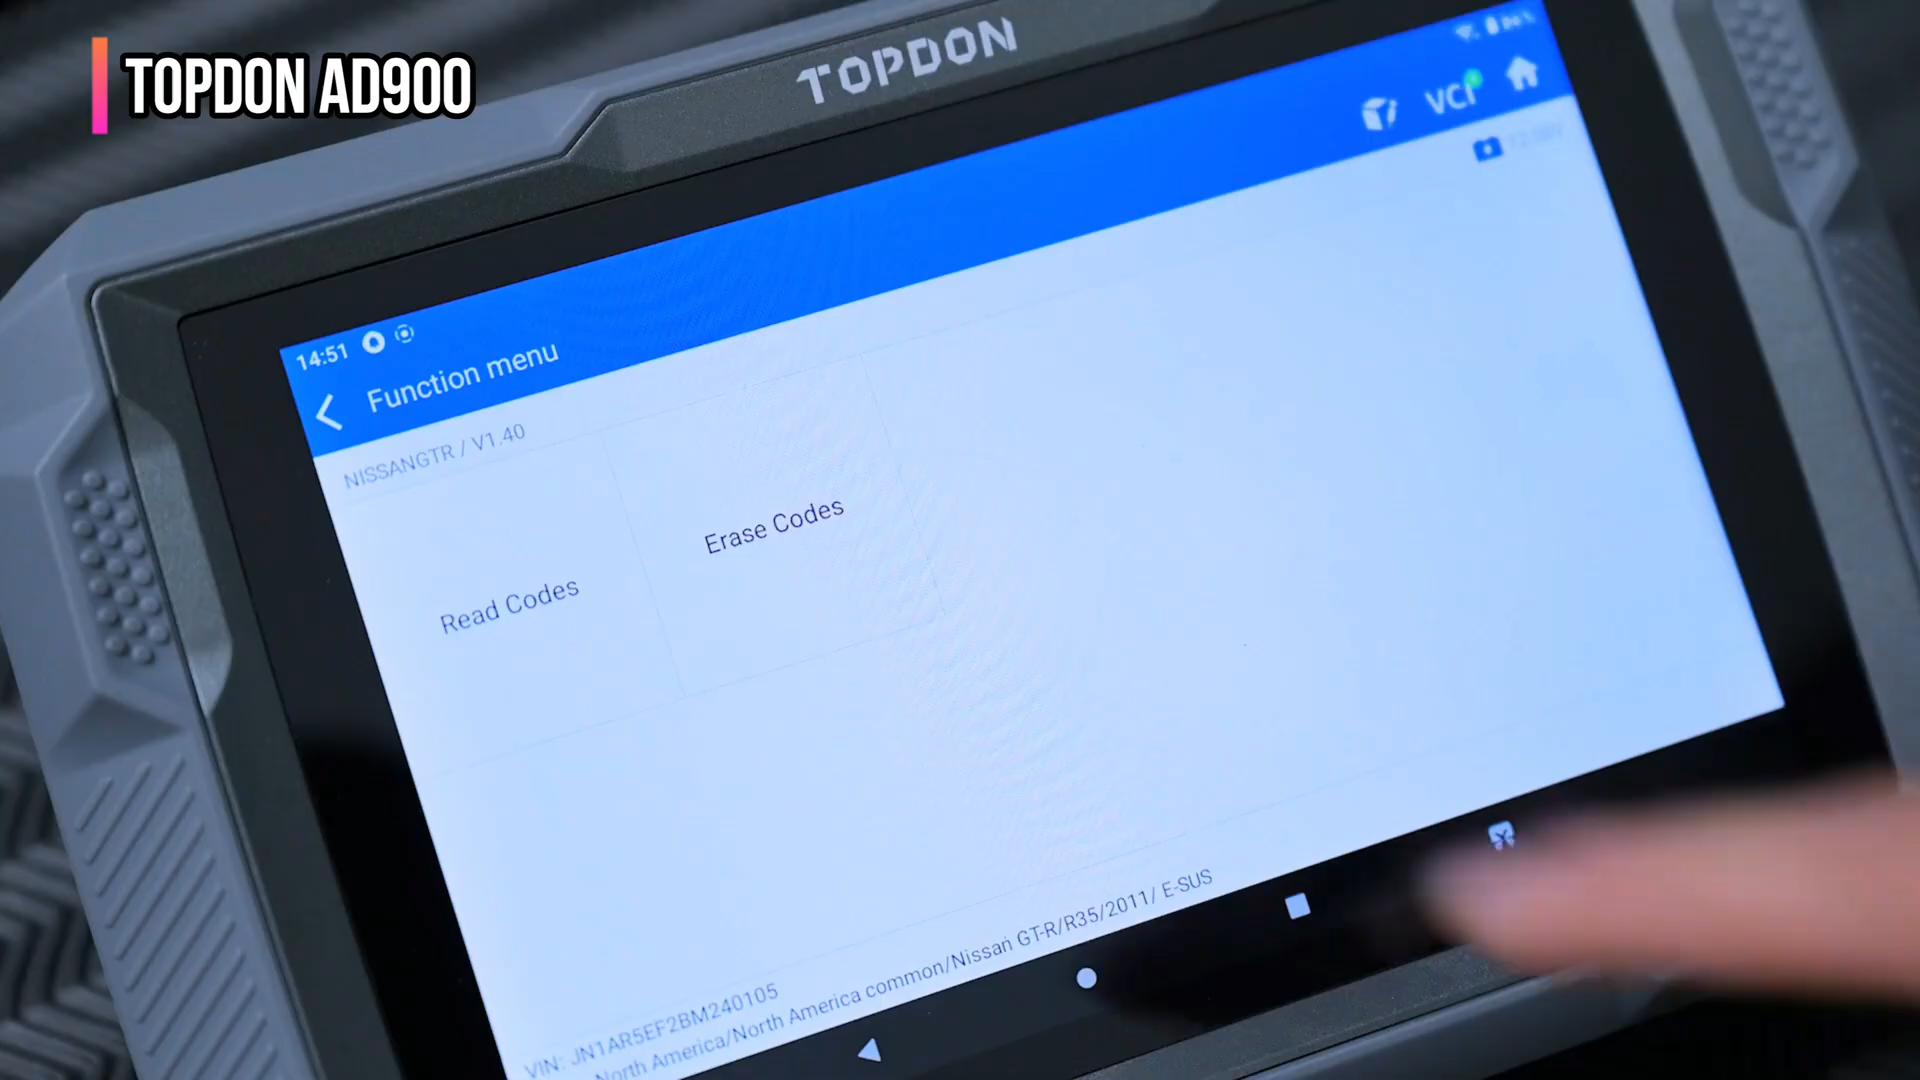 TOPDON AD900
TOPDON
14:51
VCI
Function menu
NISSANGTR / V1.40
Read Codes
Erase Codes
VIN: JN1AR5EF2BM240105
North America/North America common/Nissan GT-R/R35/2011/ E-SUS